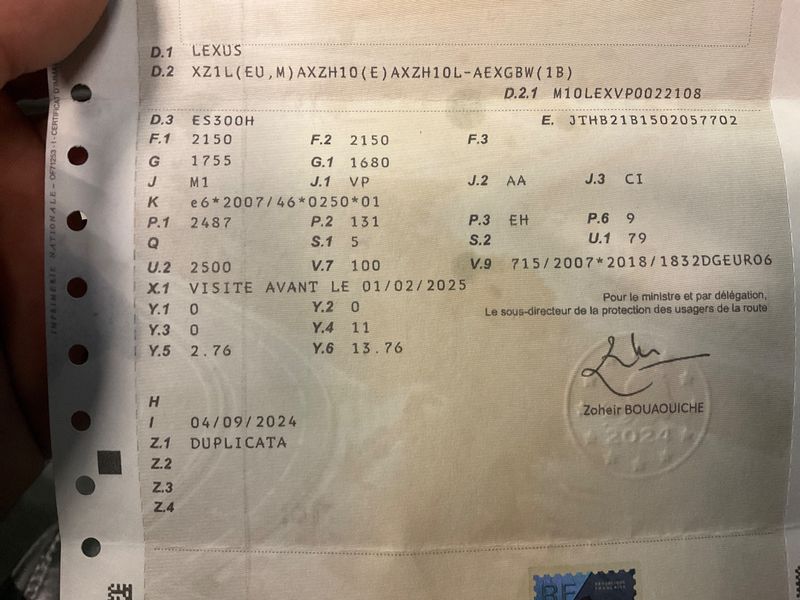 D.1 LEXUS
D.2 XZ1L(EU,M)AXZH10(E)AXZH10L-AEXGBW(1B)
D.2.1 M10LEXVP0022108
D.3 ES300H E. JTHB21B1502057702
F.1 2150 F.2 2150 F.3
G 1755 G.1 1680
J M1 J.1 VP J.2 AA J.3 CI
K e6*2007/46*0250*01
P.1 2487 P.2 131 P.3 EH P.6 9
Q S.1 5 S.2 U.1 79
U.2 2500 V.7 100 V.9 715/2007*2018/1832DGEURO6
X.1 VISITE AVANT LE 01/02/2025
Y.1 0 Y.2 0
Y.3 0 Y.4 11
Y.5 2.76 Y.6 13.76
Pour le ministre et par délégation,
Le sous-directeur de la protection des usagers de la route
Zoheir BOUAOUICHE
2024
H
I 04/09/2024
Z.1 DUPLICATA
Z.2
Z.3
Z.4
RF
RÉPUBLIQUE
FRANÇAISE